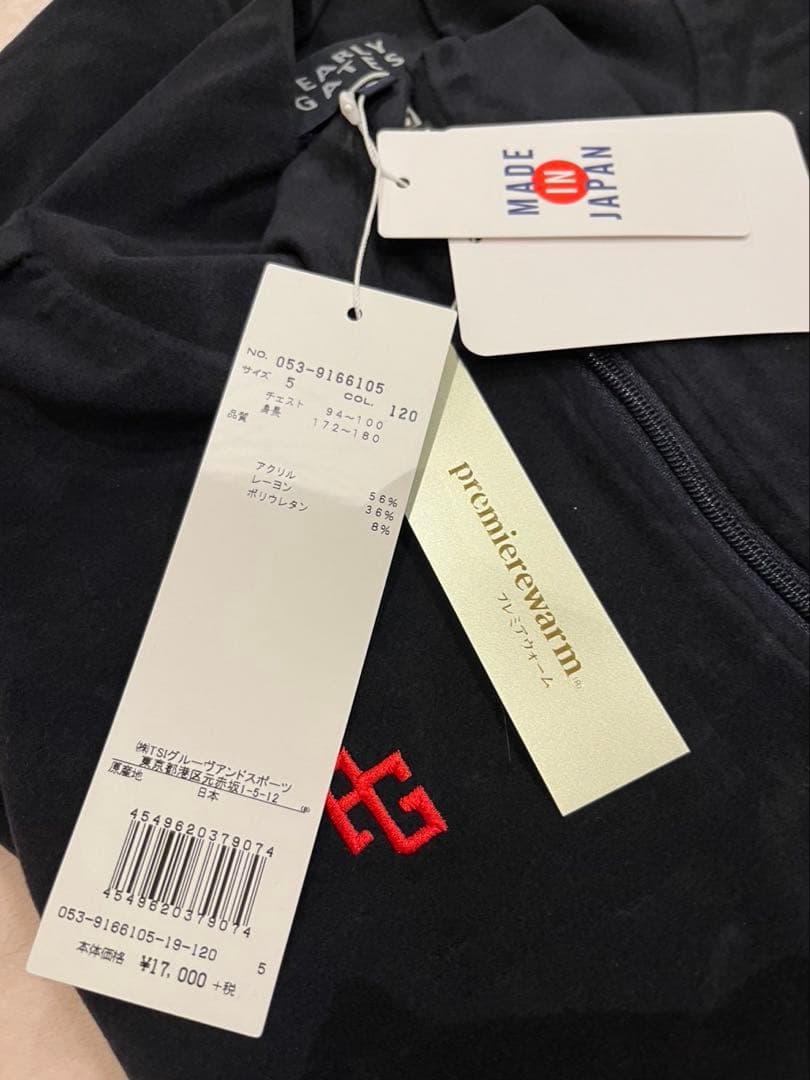 PEARLY
GATES
MADE
IN
JAPAN
NO. 053-9166105
サイズ 5 COL. 120
チェスト 94~100
身長 172~180
品質
アクリル 56%
レーヨン 36%
ポリウレタン 8%
premierewarm(R)
プレミアウォーム
㈱TSIグルーヴアンドスポーツ
東京都港区元赤坂1-5-12
原産地 日本
4549620379074
4549620379074
053-9166105-19-120 5
本体価格 ¥17,000 +税